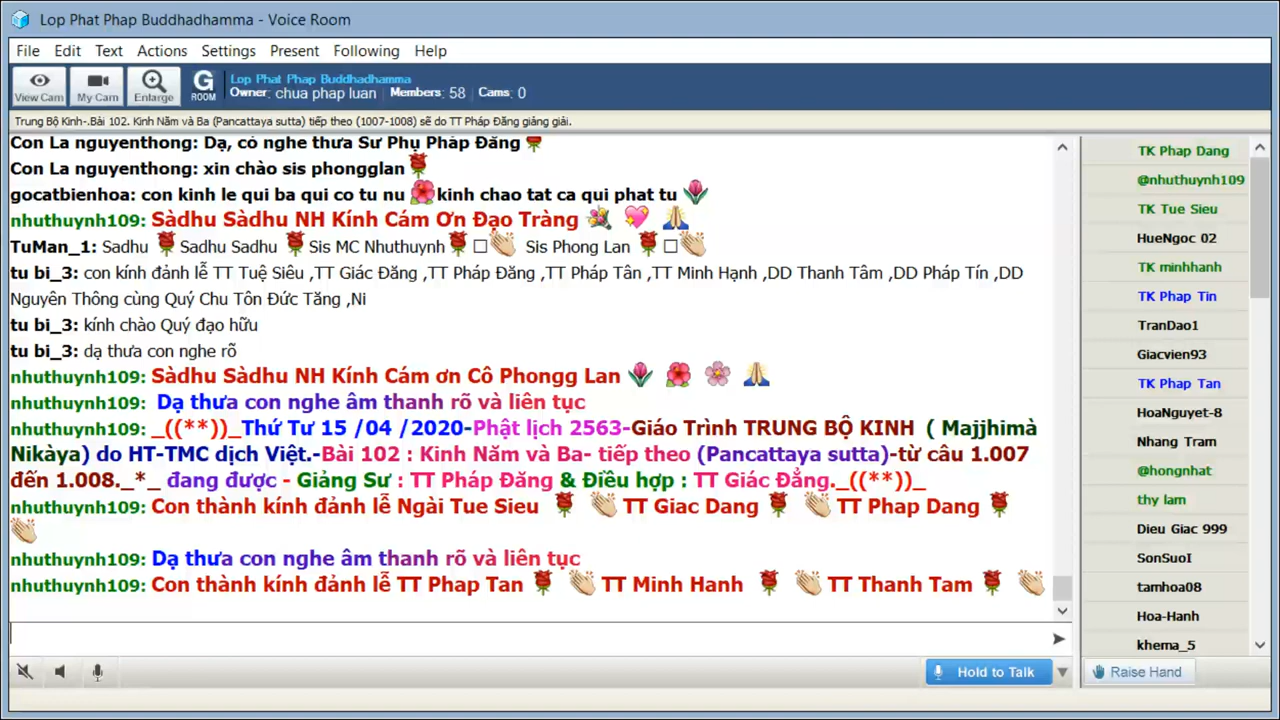 Lop Phat Phap Buddhadhamma - Voice Room
File Edit Text Actions Settings Present Following Help
View Cam My Cam Enlarge G ROOM
Lop Phat Phap Buddhadhamma
Owner: chua phap luan Members: 58 Cams: 0
Trung Bộ Kinh-.Bài 102. Kinh Năm và Ba (Pancattaya sutta) tiếp theo (1007-1008) sẽ do TT Pháp Đăng giảng giải.
Con La nguyenthong: Dạ, có nghe thưa Sư Phụ Pháp Đăng
Con La nguyenthong: xin chào sis phongglan
gocatbienhoa: con kinh le qui ba qui co tu nu kinh chao tat ca qui phat tu
nhuthuynh109: Sàdhu Sàdhu NH Kính Cám Ơn Đạo Tràng
TuMan_1: Sadhu Sadhu Sadhu Sis MC Nhuthuynh Sis Phong Lan
tu bi_3: con kính đảnh lễ TT Tuệ Siêu ,TT Giác Đăng ,TT Pháp Đăng ,TT Pháp Tân ,TT Minh Hạnh ,DD Thanh Tâm ,DD Pháp Tín ,DD
Nguyên Thông cùng Quý Chu Tôn Đức Tăng ,Ni
tu bi_3: kính chào Quý đạo hữu
tu bi_3: dạ thưa con nghe rõ
nhuthuynh109: Sàdhu Sàdhu NH Kính Cám ơn Cô Phongg Lan
nhuthuynh109: Dạ thưa con nghe âm thanh rõ và liên tục
nhuthuynh109: _((**))_Thứ Tư 15 /04 /2020-Phật lịch 2563-Giáo Trình TRUNG BỘ KINH ( Majjhimà
Nikàya) do HT-TMC dịch Việt.-Bài 102 : Kinh Năm và Ba- tiếp theo (Pancattaya sutta)-từ câu 1.007
đến 1.008._*_ đang được - Giảng Sư : TT Pháp Đăng & Điều hợp : TT Giác Đẳng._((**))_
nhuthuynh109: Con thành kính đảnh lễ Ngài Tue Sieu TT Giac Dang TT Phap Dang
nhuthuynh109: Dạ thưa con nghe âm thanh rõ và liên tục
nhuthuynh109: Con thành kính đảnh lễ TT Phap Tan TT Minh Hanh TT Thanh Tam
Hold to Talk
TK Phap Dang
@nhuthuynh109
TK Tue Sieu
HueNgoc 02
TK minhhanh
TK Phap Tin
TranDao1
Giacvien93
TK Phap Tan
HoaNguyet-8
Nhang Tram
@hongnhat
thy lam
Dieu Giac 999
SonSuoI
tamhoa08
Hoa-Hanh
khema_5
Raise Hand